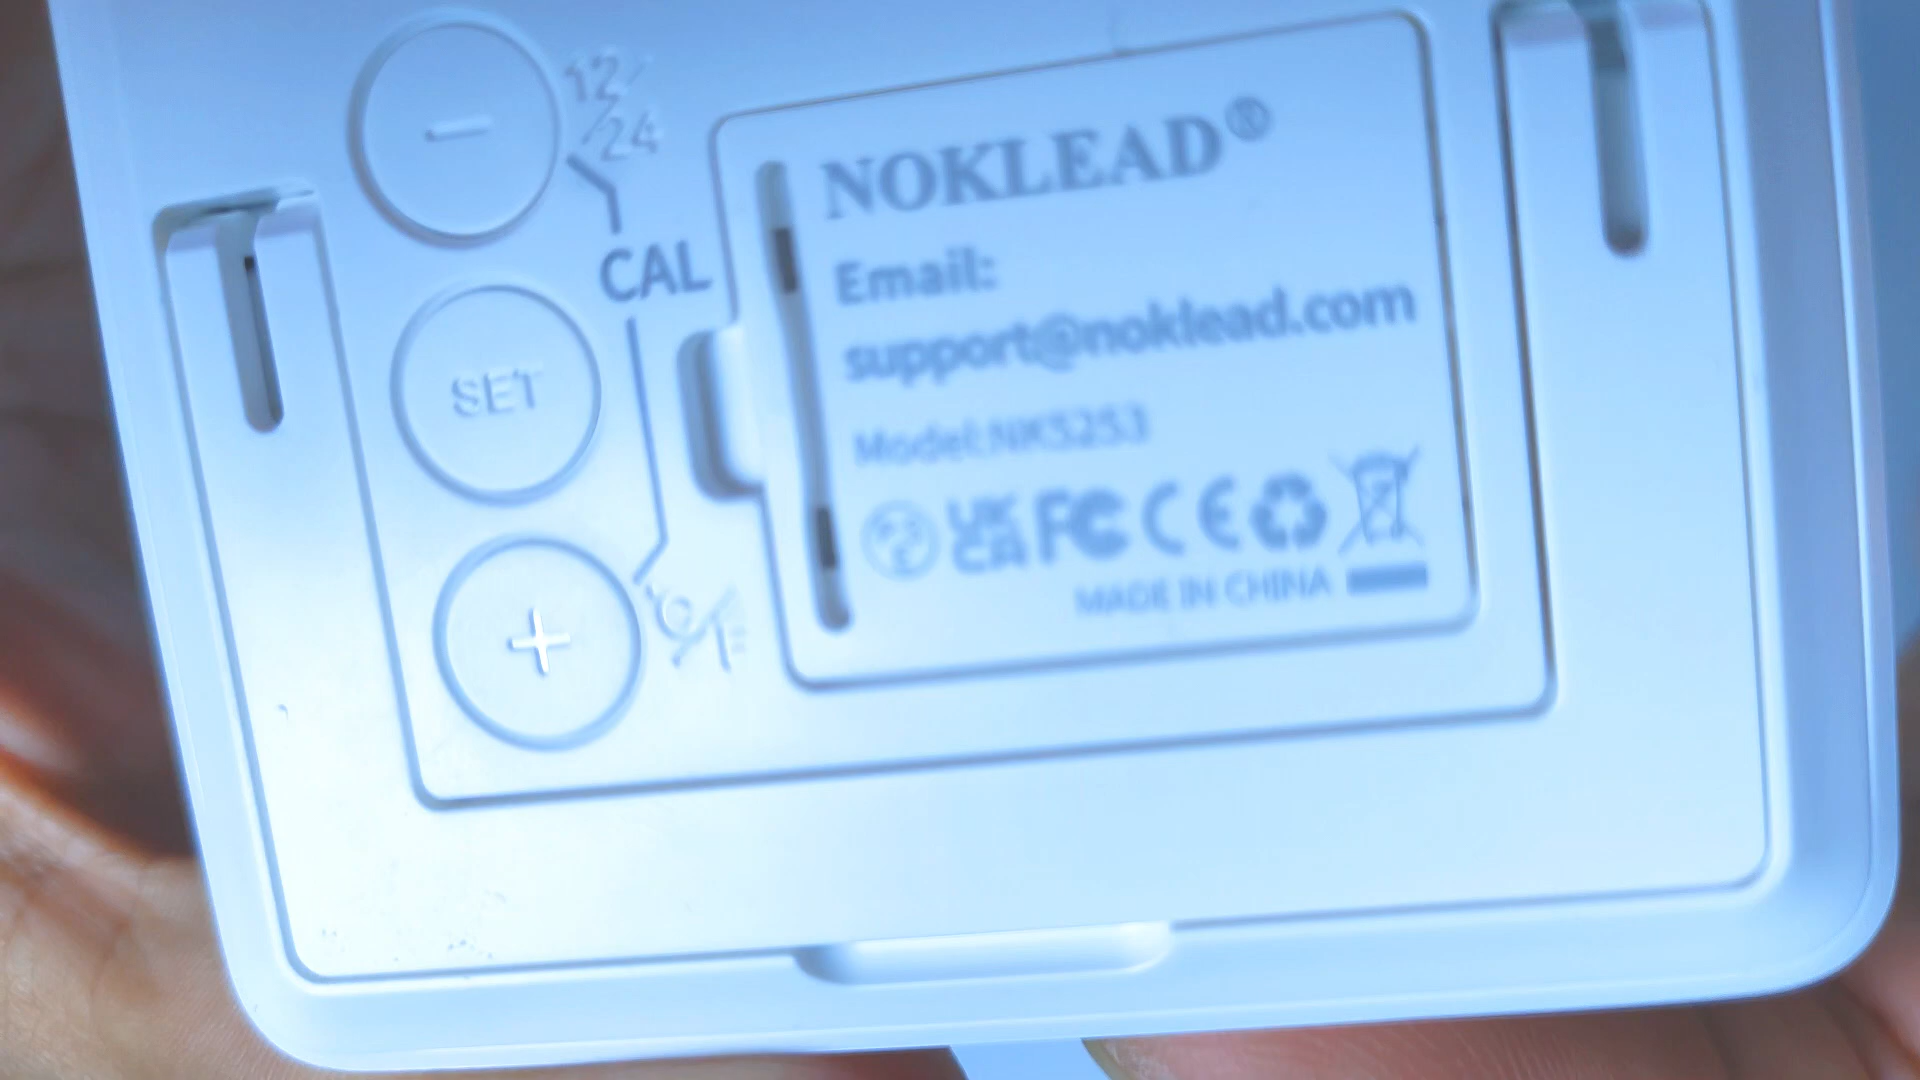 12/24
CAL
SET
°C/°F
NOKLEAD®
Email:
support@noklead.com
Model:NK5253
UK CA FC CE
MADE IN CHINA